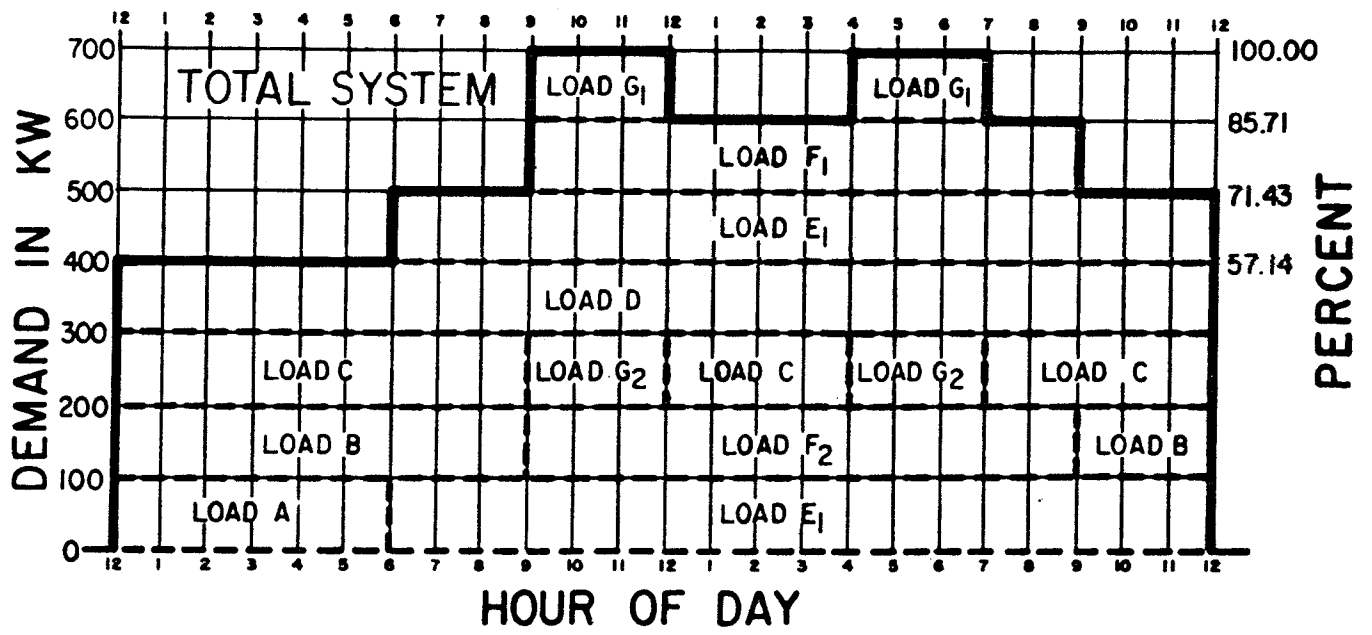 12 1 2 3 4 5 6 7 8 9 10 11 12 1 2 3 4 5 6 7 8 9 10 11 12
700 100.00
TOTAL SYSTEM LOAD G1 LOAD G1
600 85.71
LOAD F1
500 71.43
LOAD E1
400 57.14
LOAD D
300
LOAD C LOAD G2 LOAD C LOAD G2 LOAD C
200
LOAD B LOAD F2 LOAD B
100
LOAD A LOAD E1
0
12 1 2 3 4 5 6 7 8 9 10 11 12 1 2 3 4 5 6 7 8 9 10 11 12
HOUR OF DAY
DEMAND IN KW
PERCENT